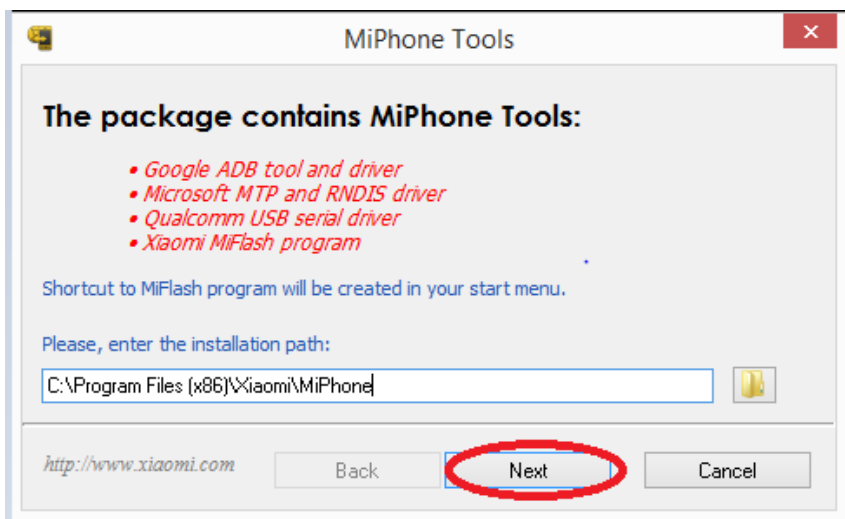 MiPhone Tools
The package contains MiPhone Tools:
• Google ADB tool and driver
• Microsoft MTP and RNDIS driver
• Qualcomm USB serial driver
• Xiaomi MiFlash program
Shortcut to MiFlash program will be created in your start menu.
Please, enter the installation path:
C:\Program Files (x86)\Xiaomi\MiPhone
http://www.xiaomi.com
Back
Next
Cancel